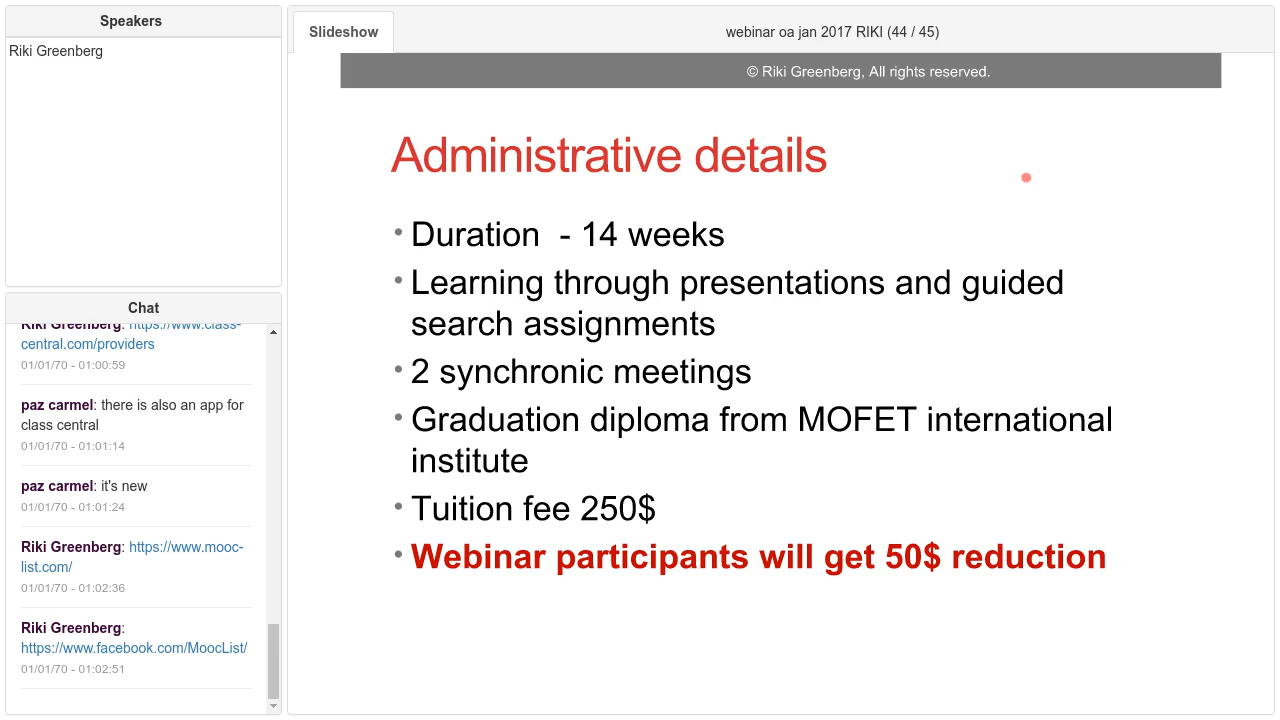 Speakers
Riki Greenberg
Chat
Riki Greenberg: https://www.class-
central.com/providers
01/01/70 - 01:00:59
paz carmel: there is also an app for
class central
01/01/70 - 01:01:14
paz carmel: it's new
01/01/70 - 01:01:24
Riki Greenberg: https://www.mooc-
list.com/
01/01/70 - 01:02:36
Riki Greenberg:
https://www.facebook.com/MoocList/
01/01/70 - 01:02:51
Slideshow
webinar oa jan 2017 RIKI (44 / 45)
© Riki Greenberg, All rights reserved.
Administrative details
• Duration  - 14 weeks
• Learning through presentations and guided
search assignments
• 2 synchronic meetings
• Graduation diploma from MOFET international
institute
• Tuition fee 250$
• Webinar participants will get 50$ reduction